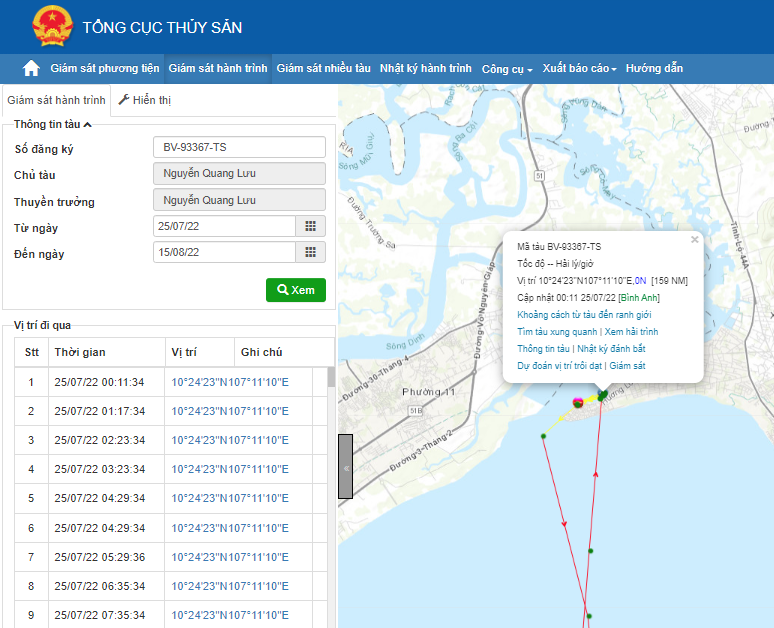 TỔNG CỤC THỦY SẢN
Giám sát phương tiện Giám sát hành trình Giám sát nhiều tàu Nhật ký hành trình Công cụ Xuất báo cáo Hướng dẫn
Giám sát hành trình Hiển thị
Thông tin tàu
Số đăng ký BV-93367-TS
Chủ tàu Nguyễn Quang Lưu
Thuyền trưởng Nguyễn Quang Lưu
Từ ngày 25/07/22
Đến ngày 15/08/22
Xem
Vị trí đi qua
Stt Thời gian Vị trí Ghi chú
1 25/07/22 00:11:34 10°24'23"N107°11'10"E
2 25/07/22 01:17:34 10°24'23"N107°11'10"E
3 25/07/22 02:23:34 10°24'23"N107°11'10"E
4 25/07/22 03:23:34 10°24'23"N107°11'10"E
5 25/07/22 04:29:34 10°24'23"N107°11'10"E
6 25/07/22 04:29:34 10°24'23"N107°11'10"E
7 25/07/22 05:29:36 10°24'23"N107°11'10"E
8 25/07/22 06:35:34 10°24'23"N107°11'10"E
9 25/07/22 07:35:34 10°24'23"N107°11'10"E
Mã tàu BV-93367-TS
Tốc độ -- Hải lý/giờ
Vị trí 10°24'23"N107°11'10"E,0N [159 NM]
Cập nhật 00:11 25/07/22 [Bình Anh]
Khoảng cách từ tàu đến ranh giới
Tìm tàu xung quanh | Xem hải trình
Thông tin tàu | Nhật ký đánh bắt
Dự đoán vị trí trôi dạt | Giám sát
RIA
Sông Mũi Giụi
Đường Trường Sa
51
Đường Võ Nguyên Giáp
Tỉnh Lộ 44A
Sông Dinh
Đường 30-Tháng-4
Phường 11
51B
Đường 3-Tháng-2
«